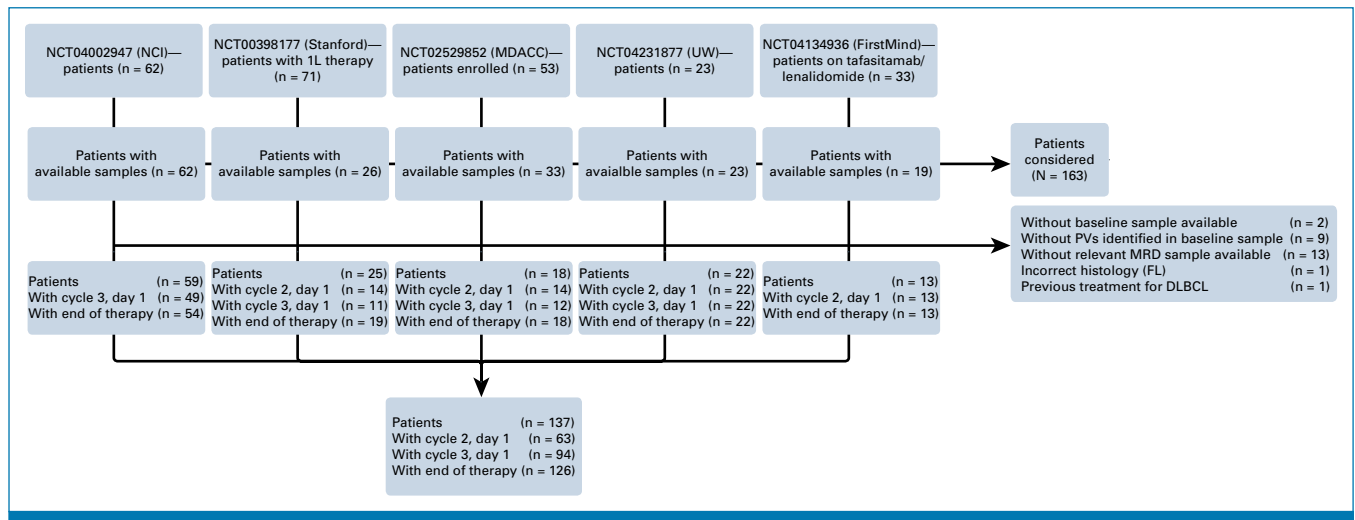 NCT04002947 (NCI)—
patients (n = 62)
NCT00398177 (Stanford)—
patients with 1L therapy
(n = 71)
NCT02529852 (MDACC)—
patients enrolled (n = 53)
NCT04231877 (UW)—
patients (n = 23)
NCT04134936 (FirstMind)—
patients on tafasitamab/
lenalidomide (n = 33)
Patients with
available samples (n = 62)
Patients with
available samples (n = 26)
Patients with
available samples (n = 33)
Patients with
avaialble samples (n = 23)
Patients with
available samples (n = 19)
Patients
considered
(N = 163)
Without baseline sample available (n = 2)
Without PVs identified in baseline sample (n = 9)
Without relevant MRD sample available (n = 13)
Incorrect histology (FL) (n = 1)
Previous treatment for DLBCL (n = 1)
Patients (n = 59)
With cycle 3, day 1 (n = 49)
With end of therapy (n = 54)
Patients (n = 25)
With cycle 2, day 1 (n = 14)
With cycle 3, day 1 (n = 11)
With end of therapy (n = 19)
Patients (n = 18)
With cycle 2, day 1 (n = 14)
With cycle 3, day 1 (n = 12)
With end of therapy (n = 18)
Patients (n = 22)
With cycle 2, day 1 (n = 22)
With cycle 3, day 1 (n = 22)
With end of therapy (n = 22)
Patients (n = 13)
With cycle 2, day 1 (n = 13)
With end of therapy (n = 13)
Patients (n = 137)
With cycle 2, day 1 (n = 63)
With cycle 3, day 1 (n = 94)
With end of therapy (n = 126)